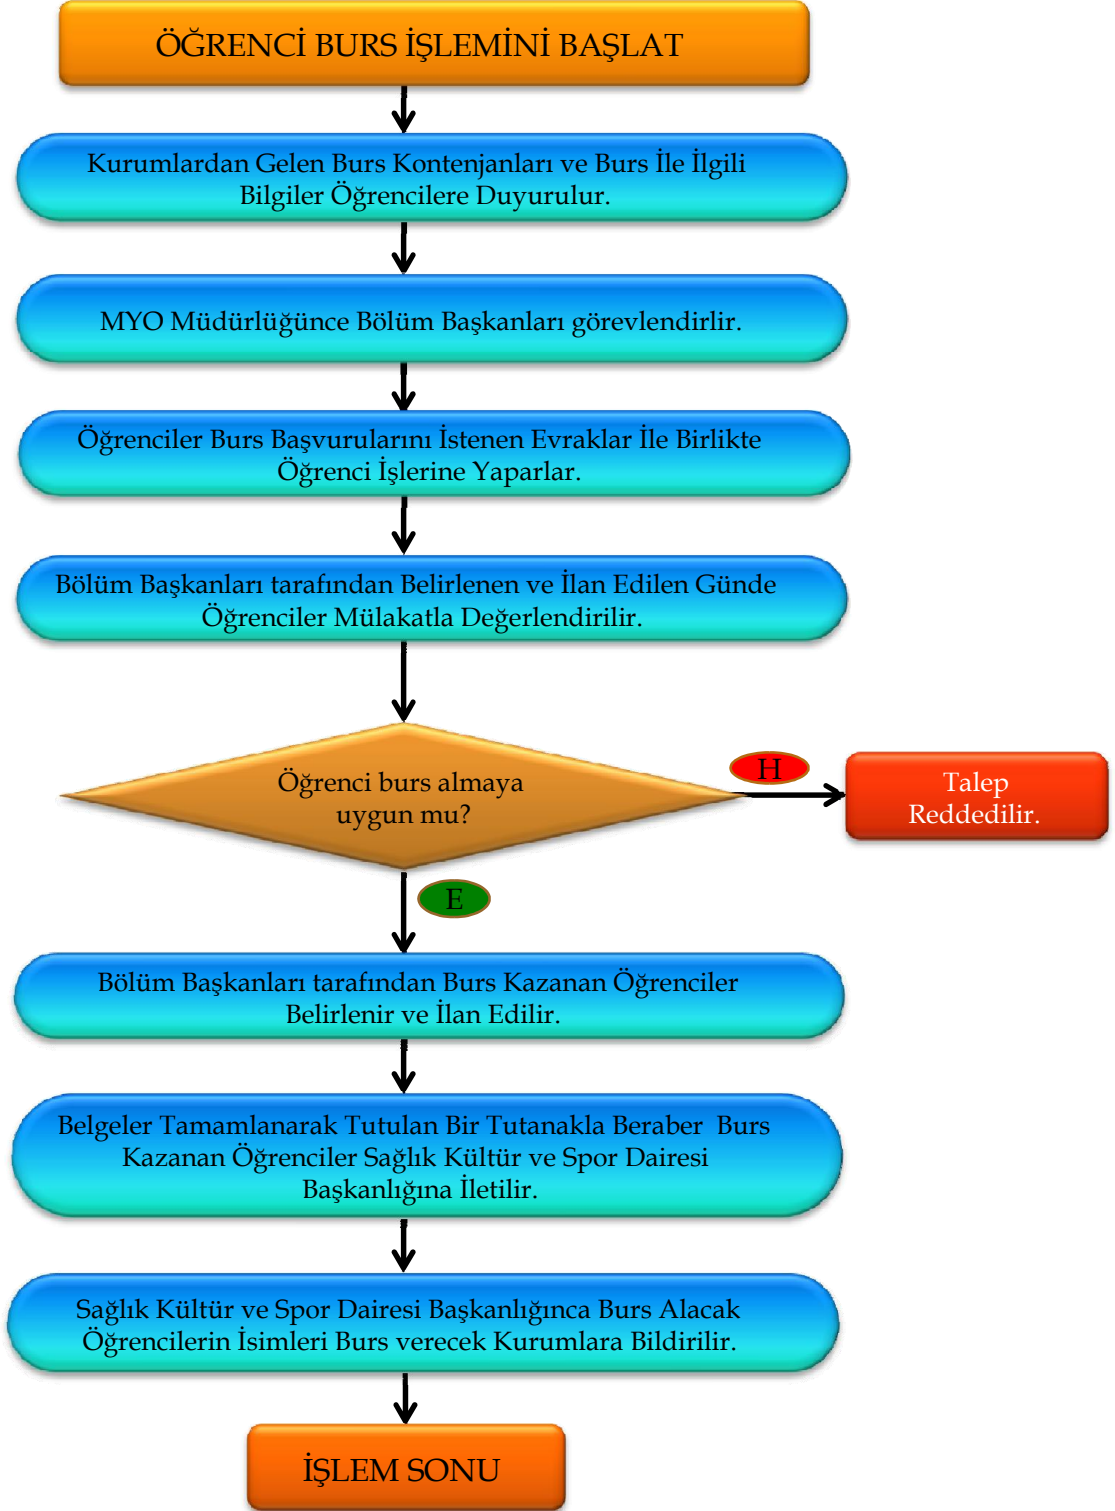 ÖĞRENCİ BURS İŞLEMİNİ BAŞLAT
Kurumlardan Gelen Burs Kontenjanları ve Burs İle İlgili
Bilgiler Öğrencilere Duyurulur.
MYO Müdürlüğünce Bölüm Başkanları görevlendirlir.
Öğrenciler Burs Başvurularını İstenen Evraklar İle Birlikte
Öğrenci İşlerine Yaparlar.
Bölüm Başkanları tarafından Belirlenen ve İlan Edilen Günde
Öğrenciler Mülakatla Değerlendirilir.
Öğrenci burs almaya
uygun mu?
H
Talep
Reddedilir.
E
Bölüm Başkanları tarafından Burs Kazanan Öğrenciler
Belirlenir ve İlan Edilir.
Belgeler Tamamlanarak Tutulan Bir Tutanakla Beraber  Burs
Kazanan Öğrenciler Sağlık Kültür ve Spor Dairesi
Başkanlığına İletilir.
Sağlık Kültür ve Spor Dairesi Başkanlığınca Burs Alacak
Öğrencilerin İsimleri Burs verecek Kurumlara Bildirilir.
İŞLEM SONU